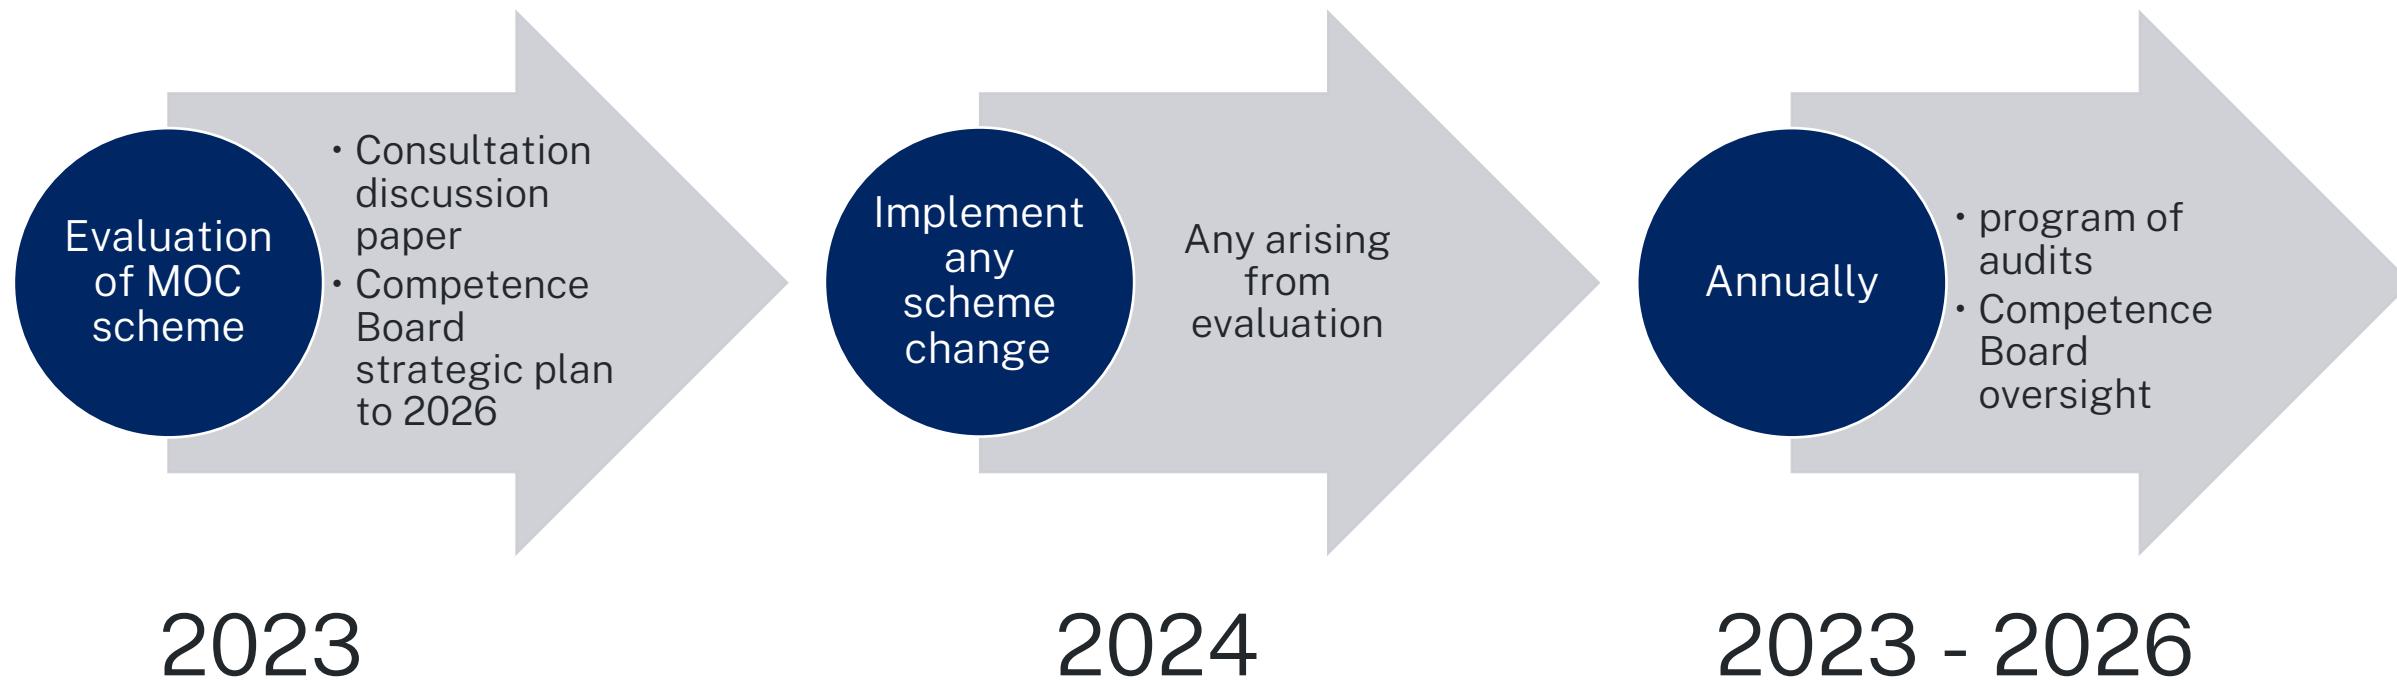 Evaluation
of MOC
scheme
• Consultation
discussion
paper
• Competence
Board
strategic plan
to 2026
2023
Implement
any
scheme
change
Any arising
from
evaluation
2024
Annually
• program of
audits
• Competence
Board
oversight
2023 - 2026